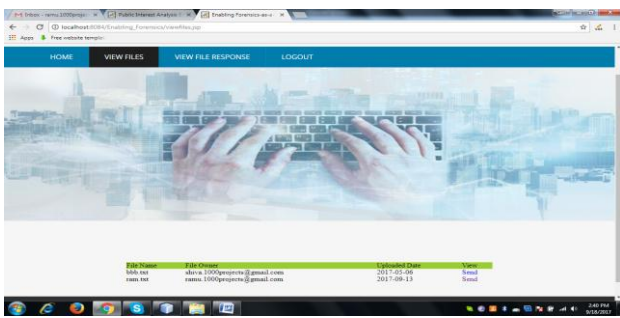 Inbox - ramu.1000projec
Public Interest Analysis
Enabling Forensics-as-a-
localhost:8084/Enabling_Forensics/ViewFiles.jsp
Apps Free website templa
HOME VIEW FILES VIEW FILE RESPONSE LOGOUT
File Name File Owner Uploaded Date View
bbb.txt shiva.1000projects@gmail.com 2017-05-06 Send
ram.txt ramu.1000projects@gmail.com 2017-09-13 Send
2:40 PM
9/18/2017